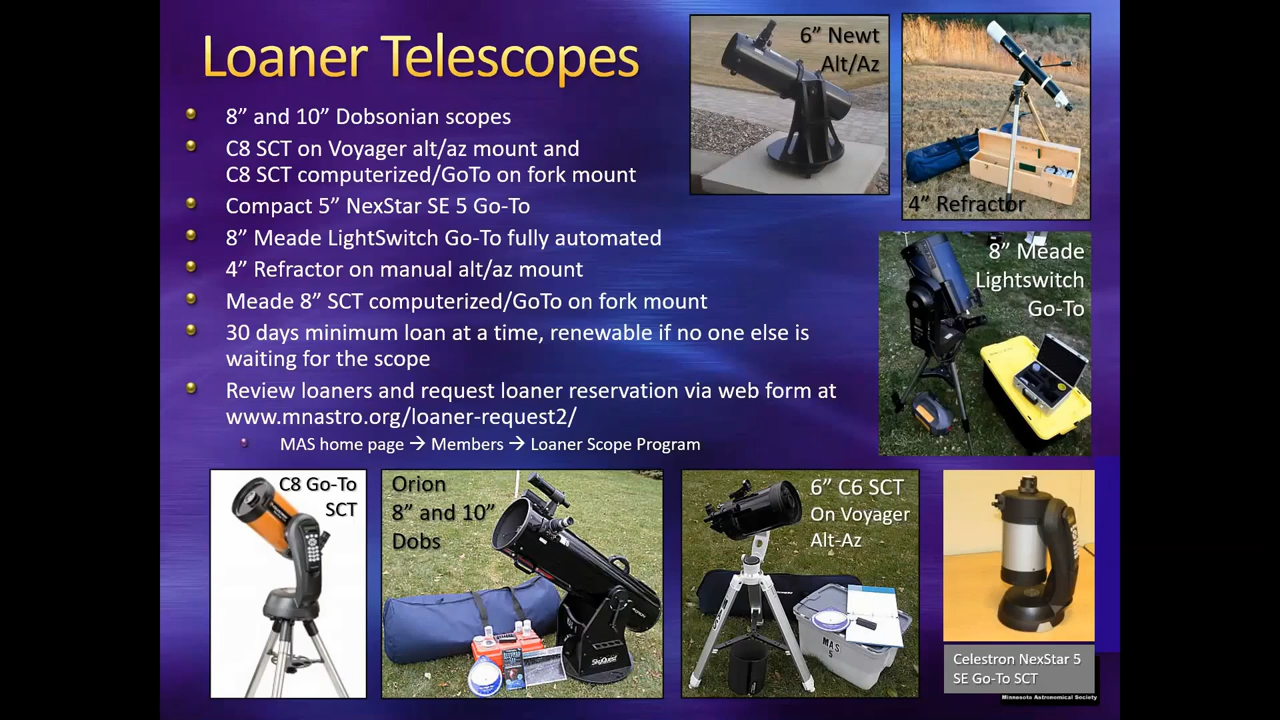 Loaner Telescopes
8” and 10” Dobsonian scopes
C8 SCT on Voyager alt/az mount and
C8 SCT computerized/GoTo on fork mount
Compact 5” NexStar SE 5 Go-To
8” Meade LightSwitch Go-To fully automated
4” Refractor on manual alt/az mount
Meade 8” SCT computerized/GoTo on fork mount
30 days minimum loan at a time, renewable if no one else is
waiting for the scope
Review loaners and request loaner reservation via web form at
www.mnastro.org/loaner-request2/
MAS home page → Members → Loaner Scope Program
6” Newt
Alt/Az
4” Refractor
8” Meade
Lightswitch
Go-To
C8 Go-To
SCT
Orion
8” and 10”
Dobs
SkyQuest
6” C6 SCT
On Voyager
Alt-Az
MAS
5
Celestron NexStar 5
SE Go-To SCT
Minnesota Astronomical Society